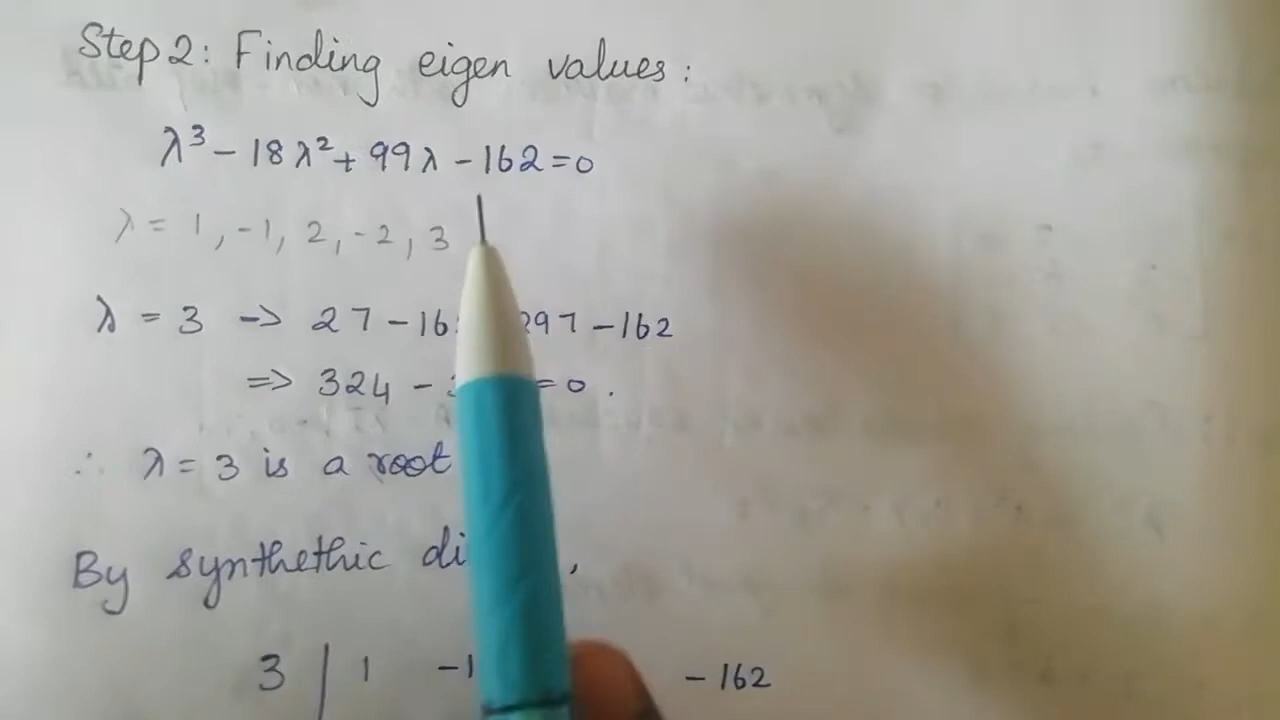 Step 2: Finding eigen values:
λ³ - 18λ² + 99λ - 162 = 0
λ = 1, -1, 2, -2, 3
λ = 3 -> 27 - 16 297 - 162
=> 324 - = 0.
∴ λ = 3 is a root
By synthethic di ,
3 | 1 -1 - 162